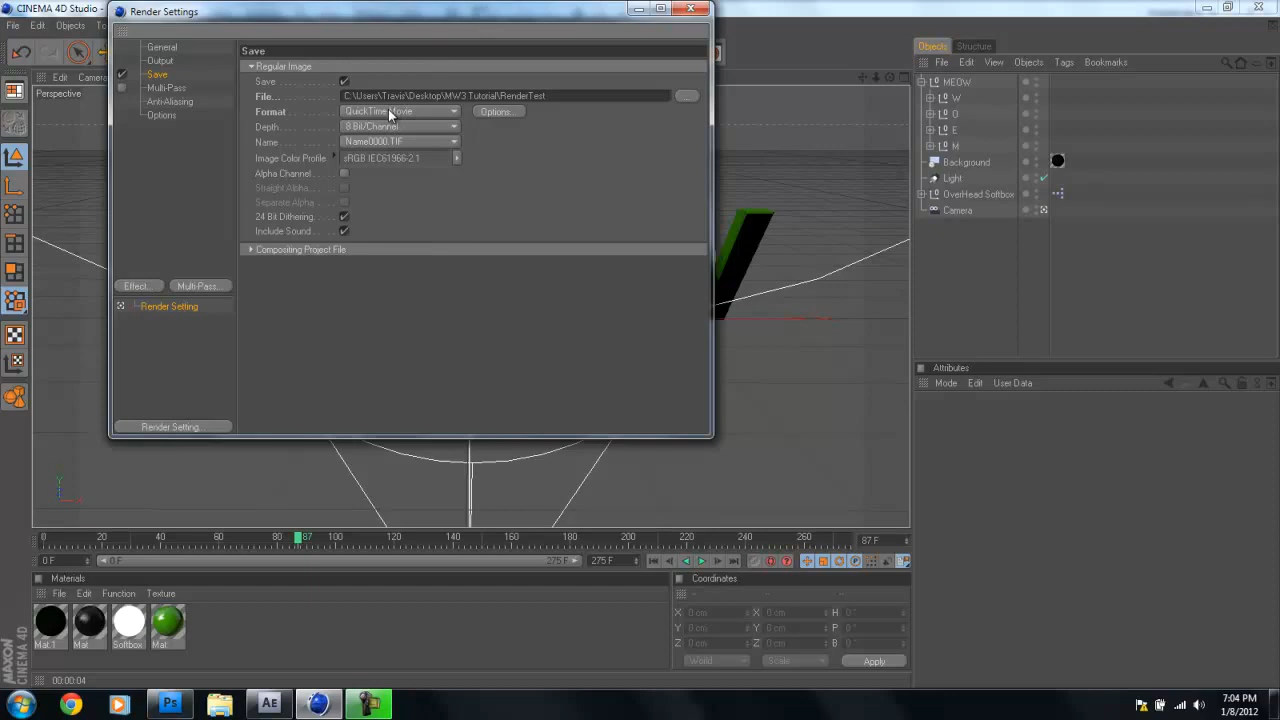 CINEMA 4D Studio -
Render Settings
File Edit Objects
General
Output
Save
Multi-Pass
Anti-Aliasing
Options
Effect... Multi-Pass...
Render Setting
Render Setting...
Save
Regular Image
Save
File... C:\Users\Travis\Desktop\MW3 Tutorial\RenderTest ...
Format QuickTime Movie Options...
Depth 8 Bit/Channel
Name Name0000.TIF
Image Color Profile sRGB IEC61966-2.1
Alpha Channel
Straight Alpha
Separate Alpha
24 Bit Dithering
Include Sound
Compositing Project File
Edit Camera
Perspective
Y
Objects Structure
File Edit View Objects Tags Bookmarks
MEOW
W
O
E
M
Background
Light
OverHead Softbox
Camera
Attributes
Mode Edit User Data
0 20 40 60 80 87 100 120 140 160 180 200 220 240 260 87 F
0 F 0 F 275 F 275 F
Materials
File Edit Function Texture
Mat.1 Mat Softbox Mat
Coordinates
-- -- --
X 0 cm X 0 cm H 0 °
Y 0 cm Y 0 cm P 0 °
Z 0 cm Z 0 cm B 0 °
World Scale Apply
MAXON
CINEMA 4D
00:00:04
Ps Ae
7:04 PM
1/8/2012